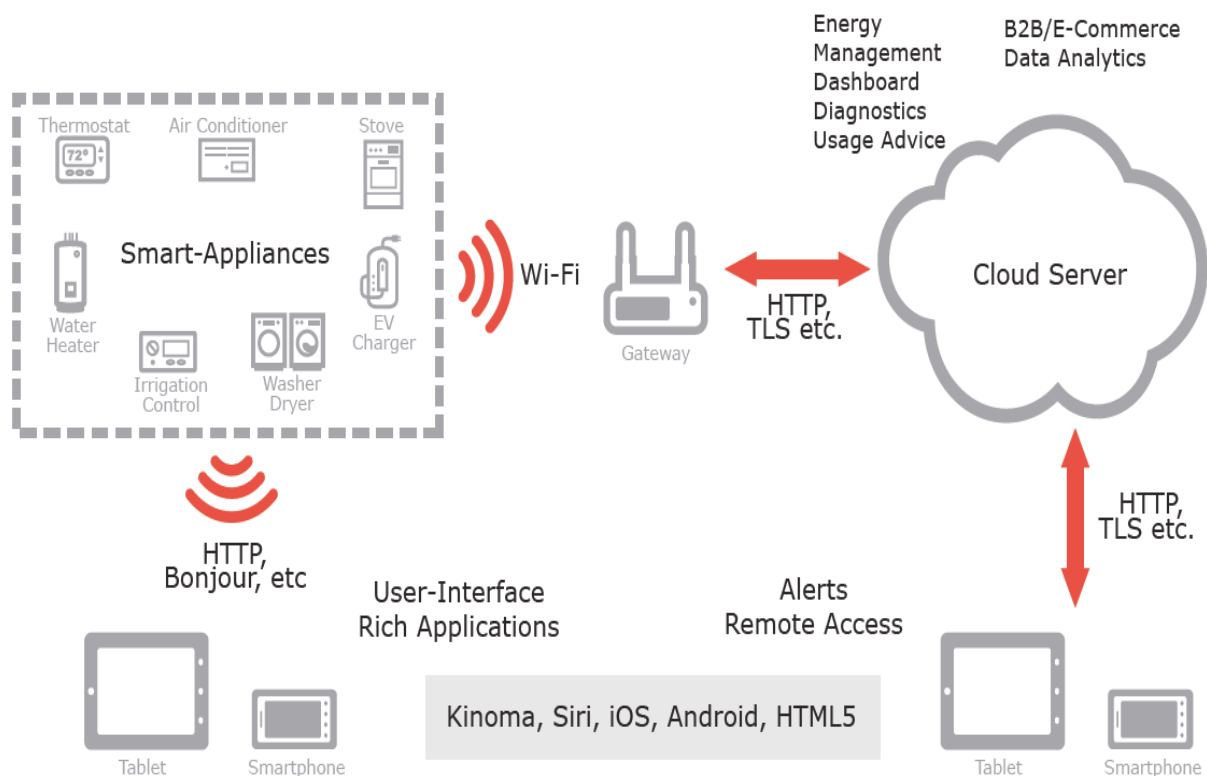 Energy
Management
Dashboard
Diagnostics
Usage Advice
B2B/E-Commerce
Data Analytics
Thermostat
Air Conditioner
Stove
72°
Smart-Appliances
Wi-Fi
Cloud Server
HTTP,
TLS etc.
Gateway
Water
Heater
EV
Charger
Irrigation
Control
Washer
Dryer
HTTP,
TLS etc.
HTTP,
Bonjour, etc
User-Interface
Rich Applications
Alerts
Remote Access
Kinoma, Siri, iOS, Android, HTML5
Tablet
Smartphone
Tablet
Smartphone